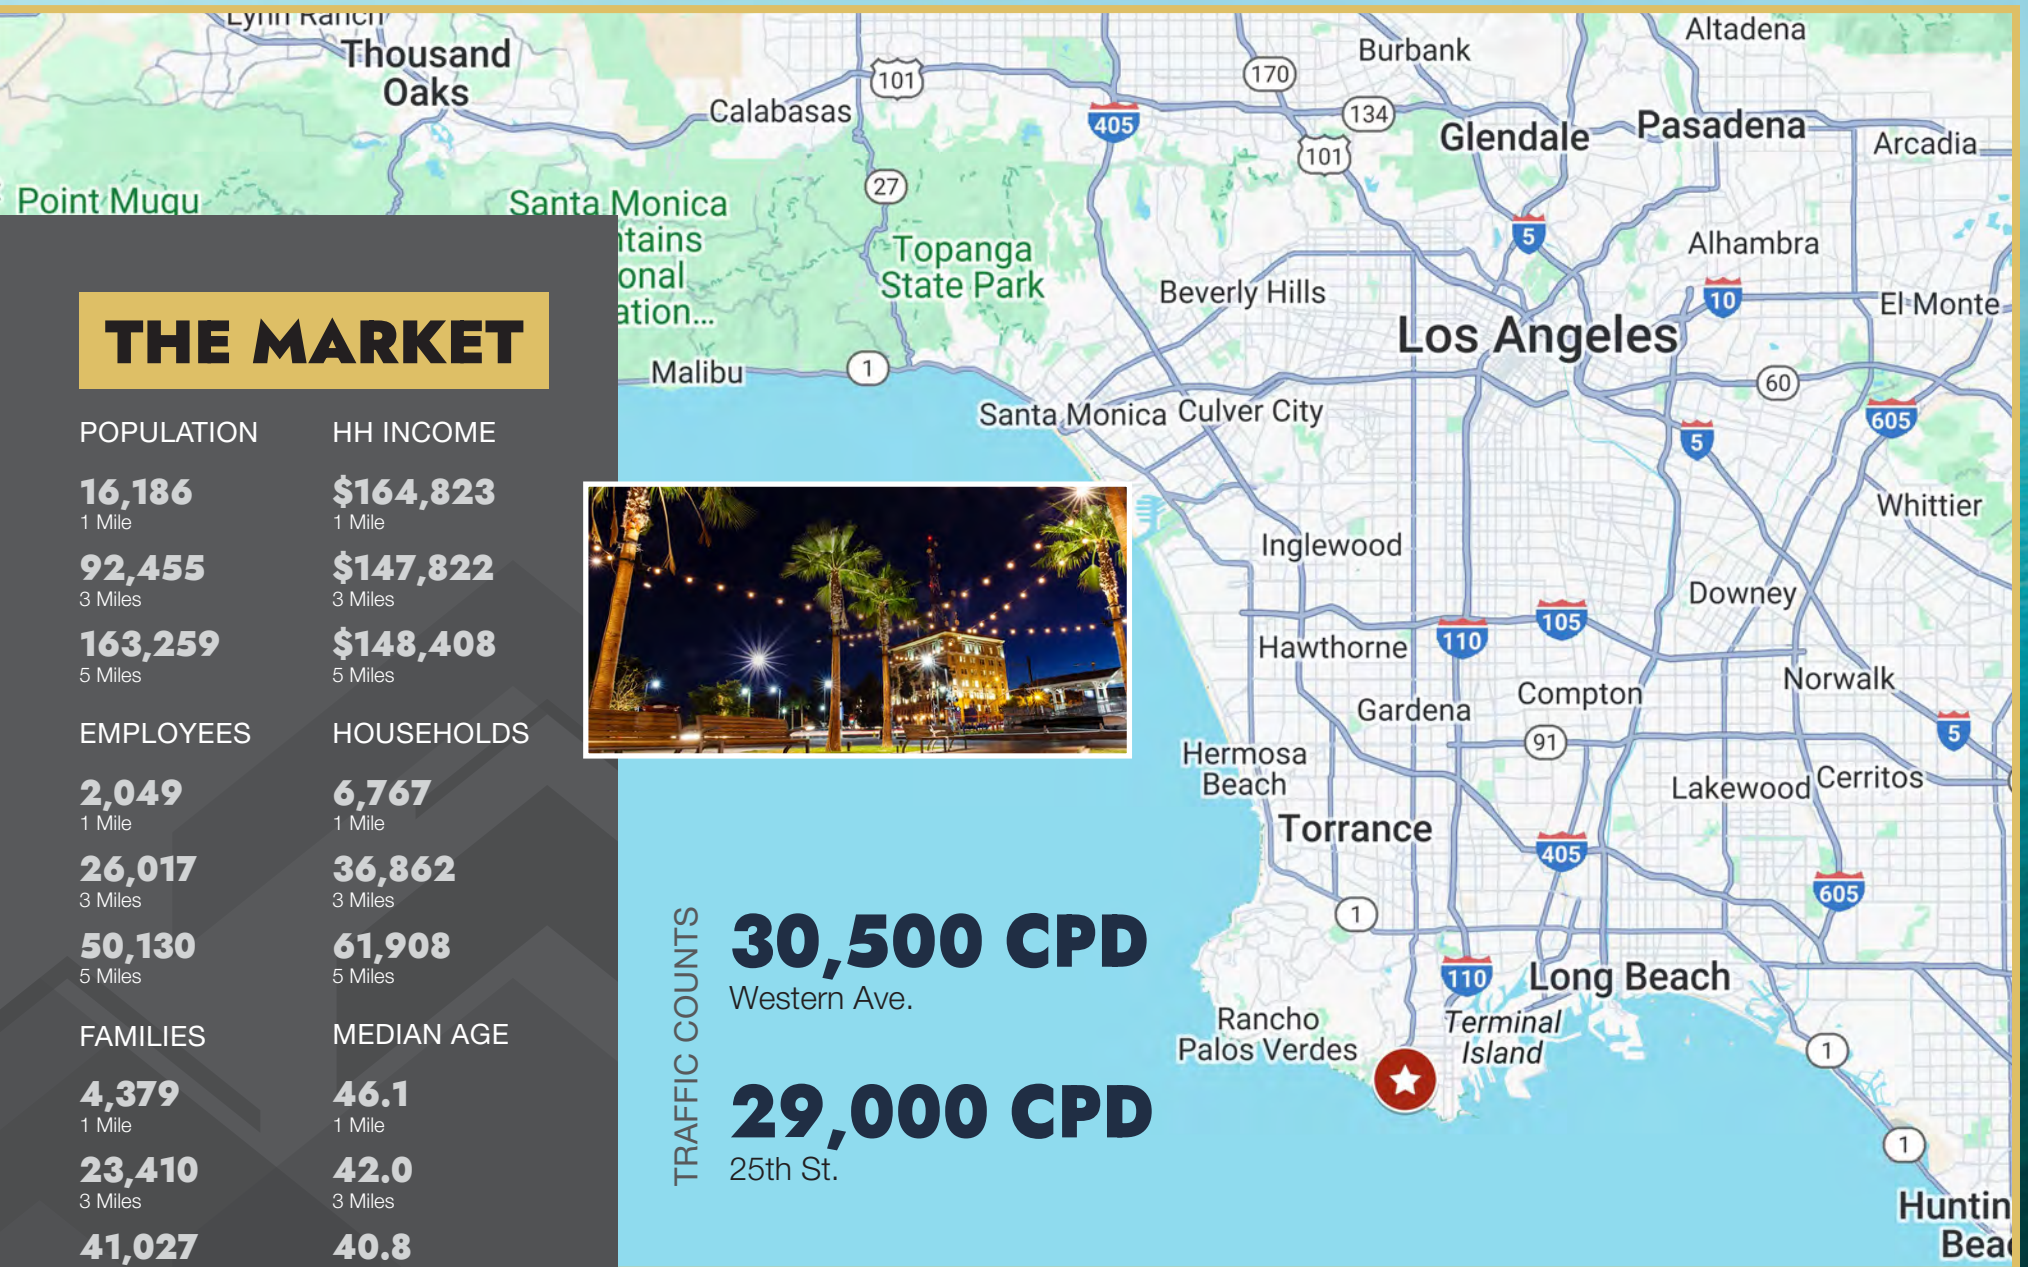 Lynn Ranch
Thousand
Oaks
Calabasas
101
405
170
Burbank
134
101
Glendale
Altadena
Pasadena
Arcadia
Point Mugu
Santa Monica
ntains
onal
ation...
27
Topanga
State Park
5
Alhambra
10
Beverly Hills
El Monte
Los Angeles
Malibu
1
60
605
Santa Monica
Culver City
5
Whittier
Inglewood
Downey
105
110
Hawthorne
Norwalk
Compton
Gardena
91
5
Hermosa
Beach
Lakewood
Cerritos
Torrance
405
605
1
110
Long Beach
Rancho
Palos Verdes
Terminal
Island
1
1
Huntin
Bea
THE MARKET
POPULATION
16,186
1 Mile
92,455
3 Miles
163,259
5 Miles
HH INCOME
$164,823
1 Mile
$147,822
3 Miles
$148,408
5 Miles
EMPLOYEES
2,049
1 Mile
26,017
3 Miles
50,130
5 Miles
HOUSEHOLDS
6,767
1 Mile
36,862
3 Miles
61,908
5 Miles
FAMILIES
4,379
1 Mile
23,410
3 Miles
41,027
MEDIAN AGE
46.1
1 Mile
42.0
3 Miles
40.8
TRAFFIC COUNTS
30,500 CPD
Western Ave.
29,000 CPD
25th St.